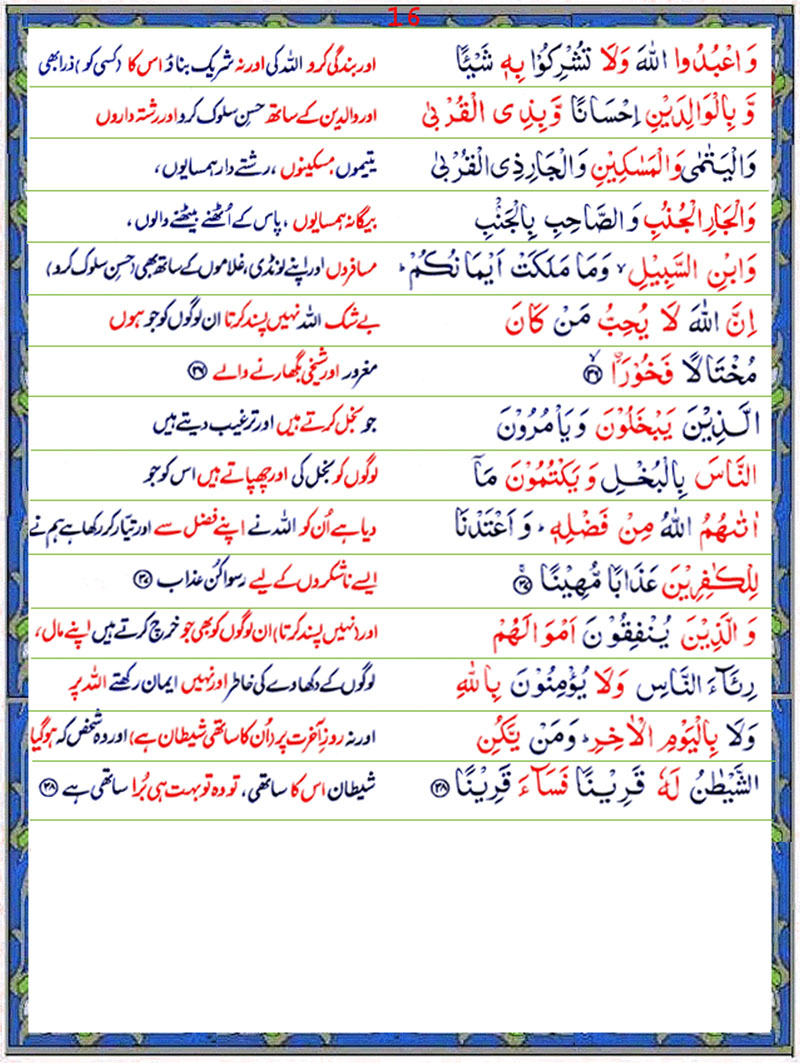 16
وَ اعْبُدُوا اللّٰهَ وَلَا تُشْرِكُوْا بِهٖ شَیْـًٔا اور بندگی کرو اللہ کی اور نہ شریک بناؤ اس کا (کسی کو) ذرا بھی
وَّ بِالْوَالِدَیْنِ اِحْسَانًا وَّ بِذِی الْقُرْبٰی اور والدین کے ساتھ حسنِ سلوک کرو اور رشتہ داروں
وَالْیَتٰمٰی وَالْمَسٰكِیْنِ وَالْجَارِ ذِی الْقُرْبٰی یتیموں، مسکینوں، رشتے دار ہمسایوں،
وَالْجَارِ الْجُنُبِ وَالصَّاحِبِ بِالْجَنْۢبِ بیگانہ ہمسایوں، پاس کے اُٹھنے بیٹھنے والوں،
وَابْنِ السَّبِیْلِ ۙ وَمَا مَلَكَتْ اَیْمَانُكُمْ ؕ مسافروں اور اپنے لونڈی، غلاموں کے ساتھ بھی (حسنِ سلوک کرو)
اِنَّ اللّٰهَ لَا یُحِبُّ مَنْ كَانَ بے شک اللہ نہیں پسند کرتا ان لوگوں کو جو ہوں
مُخْتَالًا فَخُوْرَا ۙ﴿۳۶﴾ مغرور اور شیخی بگھارنے والے ﴿۳۶﴾
الَّذِیْنَ یَبْخَلُوْنَ وَ یَاْمُرُوْنَ جو بخل کرتے ہیں اور ترغیب دیتے ہیں
النَّاسَ بِالْبُخْلِ وَ یَكْتُمُوْنَ مَاۤ لوگوں کو بخل کی اور چھپاتے ہیں اس کو جو
اٰتٰىهُمُ اللّٰهُ مِنْ فَضْلِهٖ ؕ وَ اَعْتَدْنَا دیا ہے اُن کو اللہ نے اپنے فضل سے اور تیّار کر رکھا ہے ہم نے
لِلْكٰفِرِیْنَ عَذَابًا مُّهِیْنًا ۚ﴿۳۷﴾ ایسے ناشکروں کے لیے رسوا کُن عذاب ﴿۳۷﴾
وَ الَّذِیْنَ یُنْفِقُوْنَ اَمْوَالَهُمْ اور (نہیں پسند کرتا) ان لوگوں کو بھی جو خرچ کرتے ہیں اپنے مال،
رِئَآءَ النَّاسِ وَلَا یُؤْمِنُوْنَ بِاللّٰهِ لوگوں کے دکھاوے کی خاطر اور نہیں ایمان رکھتے اللہ پر
وَلَا بِالْیَوْمِ الْاٰخِرِ ؕ وَمَنْ یَّكُنِ اور نہ روزِ آخرت پر (اُن کا ساتھی شیطان ہے) اور وہ شخص کہ ہو گیا
الشَّیْطٰنُ لَهٗ قَرِیْنًا فَسَآءَ قَرِیْنًا ﴿۳۸﴾ شیطان اس کا ساتھی، تو وہ تو بہت ہی بُرا ساتھی ہے ﴿۳۸﴾